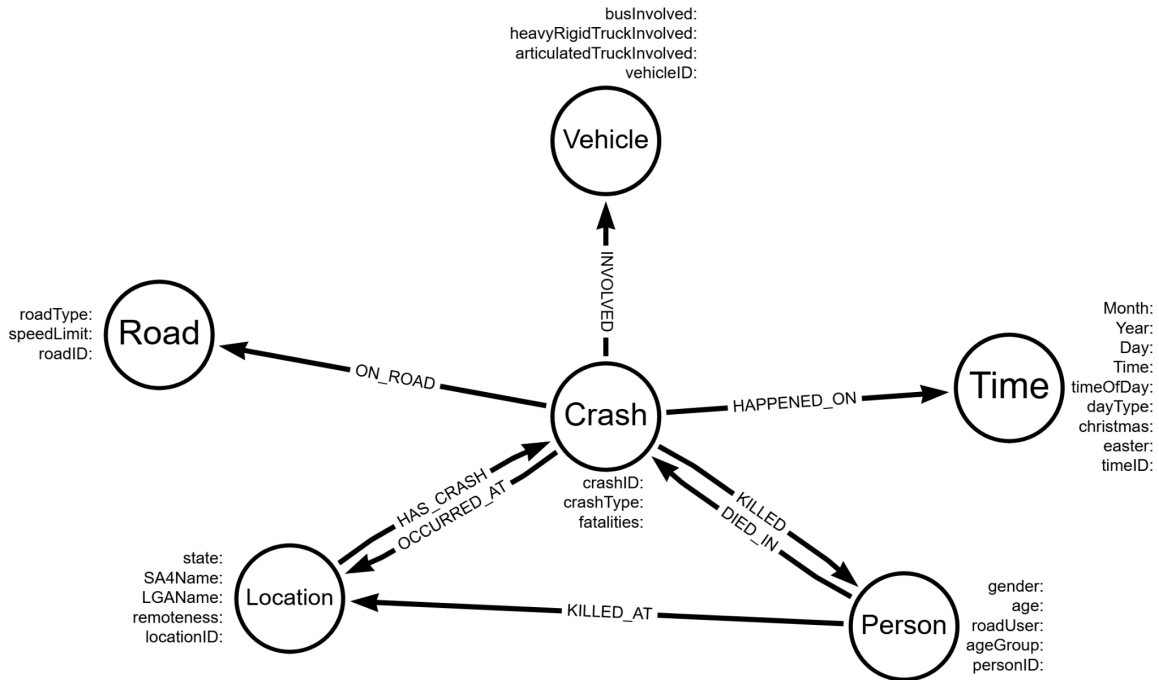 busInvolved:
heavyRigidTruckInvolved:
articulatedTruckInvolved:
vehicleID:
Vehicle
INVOLVED
roadType:
speedLimit:
roadID:
Road
ON_ROAD
Crash
crashID:
crashType:
fatalities:
HAPPENED_ON
Time
Month:
Year:
Day:
Time:
timeOfDay:
dayType:
christmas:
easter:
timeID:
HAS_CRASH
OCCURRED_AT
KILLED
DIED_IN
state:
SA4Name:
LGAName:
remoteness:
locationID:
Location
KILLED_AT
Person
gender:
age:
roadUser:
ageGroup:
personID: